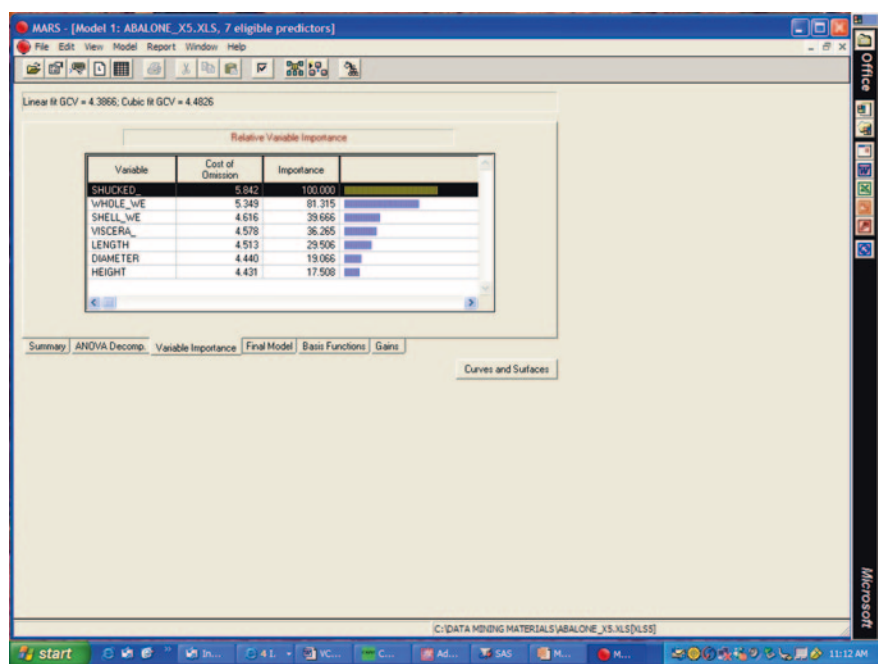 MARS - [Model 1: ABALONE_X5.XLS, 7 eligible predictors]
File Edit View Model Report Window Help
Linear fit GCV = 4.3866; Cubic fit GCV = 4.4826
Relative Variable Importance
Variable Cost of Omission Importance
SHUCKED_ 5.842 100.000
WHOLE_WE 5.349 81.315
SHELL_WE 4.616 39.666
VISCERA_ 4.578 36.265
LENGTH 4.513 29.506
DIAMETER 4.440 19.066
HEIGHT 4.431 17.508
Summary ANOVA Decomp. Variable Importance Final Model Basis Functions Gains
Curves and Surfaces
C:\DATA MINING MATERIALS\ABALONE_X5.XLS[XLS5]
start In... 4 I. VC... C... Ad... SAS M... M... 11:12 AM
Office
Microsoft